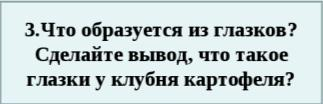 3.Что образуется из глазков?
Сделайте вывод, что такое
глазки у клубня картофеля?